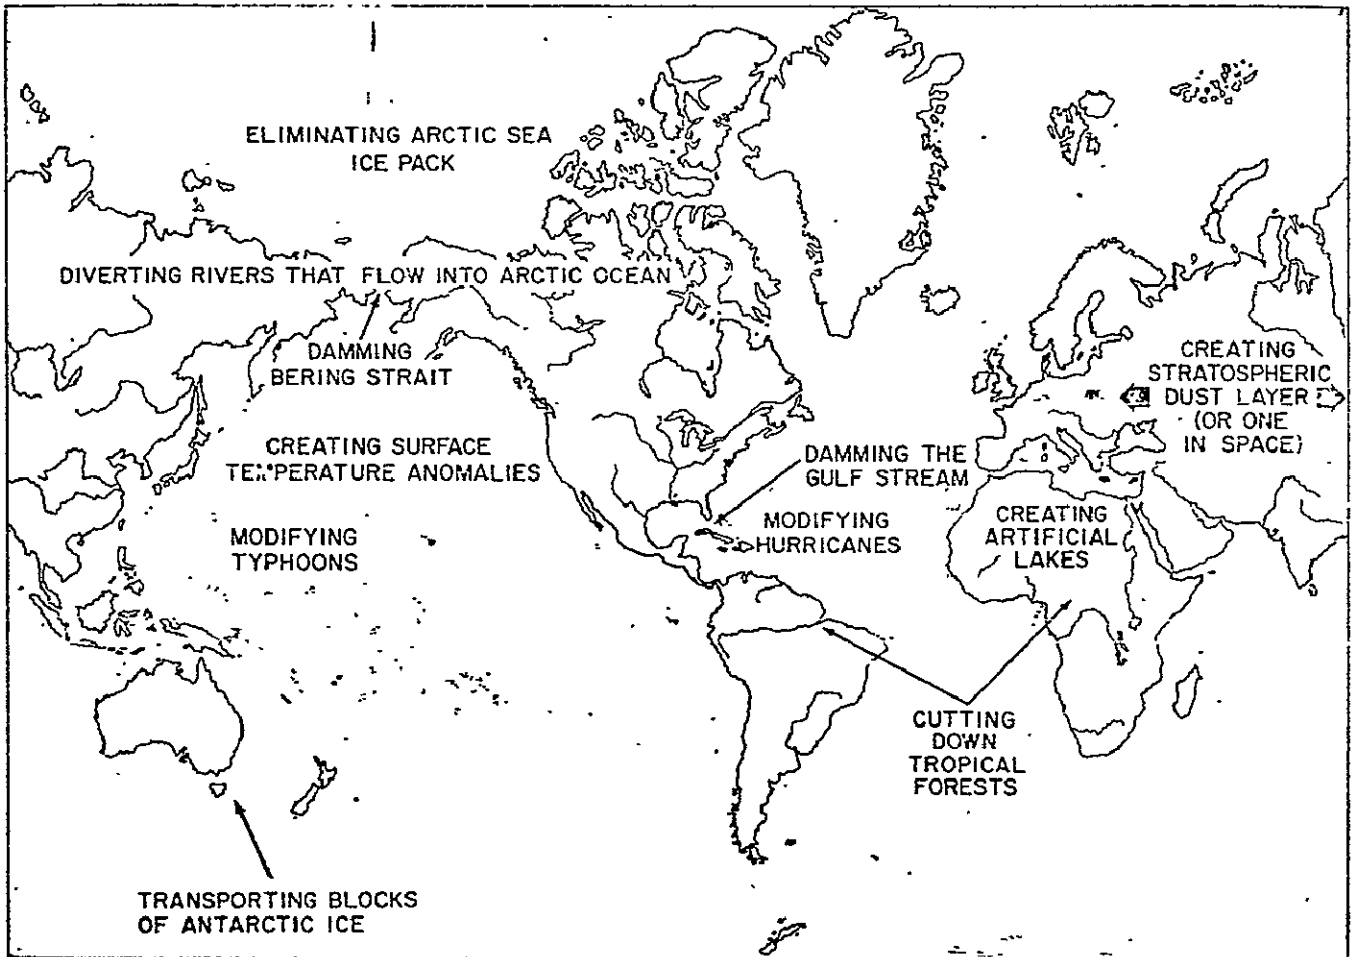 ELIMINATING ARCTIC SEA
ICE PACK
DIVERTING RIVERS THAT FLOW INTO ARCTIC OCEAN
DAMMING
BERING STRAIT
CREATING
STRATOSPHERIC
DUST LAYER
(OR ONE
IN SPACE)
CREATING SURFACE
TEMPERATURE ANOMALIES
DAMMING THE
GULF STREAM
MODIFYING
TYPHOONS
MODIFYING
HURRICANES
CREATING
ARTIFICIAL
LAKES
CUTTING
DOWN
TROPICAL
FORESTS
TRANSPORTING BLOCKS
OF ANTARCTIC ICE